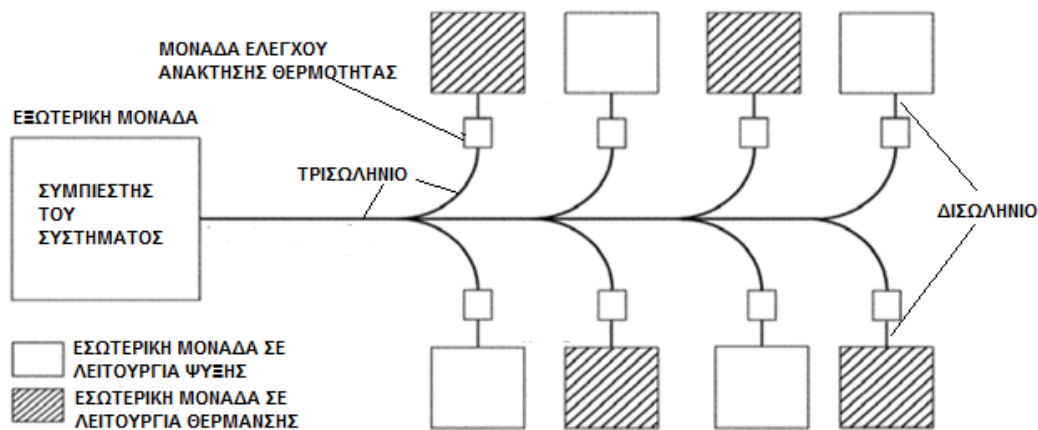 ΜΟΝΑΔΑ ΕΛΕΓΧΟΥ
ΑΝΑΚΤΗΣΗΣ ΘΕΡΜΟΤΗΤΑΣ
ΕΞΩΤΕΡΙΚΗ ΜΟΝΑΔΑ
ΣΥΜΠΙΕΣΤΗΣ
ΤΟΥ
ΣΥΣΤΗΜΑΤΟΣ
ΤΡΙΣΩΛΗΝΙΟ
ΔΙΣΩΛΗΝΙΟ
ΕΣΩΤΕΡΙΚΗ ΜΟΝΑΔΑ ΣΕ
ΛΕΙΤΟΥΡΓΙΑ ΨΥΞΗΣ
ΕΣΩΤΕΡΙΚΗ ΜΟΝΑΔΑ ΣΕ
ΛΕΙΤΟΥΡΓΙΑ ΘΕΡΜΑΝΣΗΣ